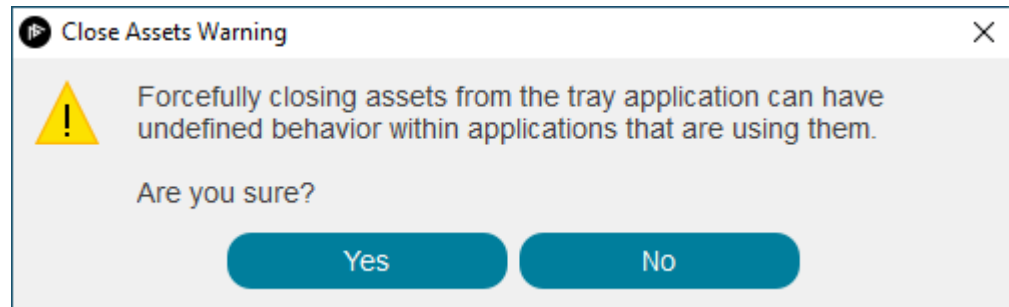 Close Assets Warning
Forcefully closing assets from the tray application can have
undefined behavior within applications that are using them.
Are you sure?
Yes
No